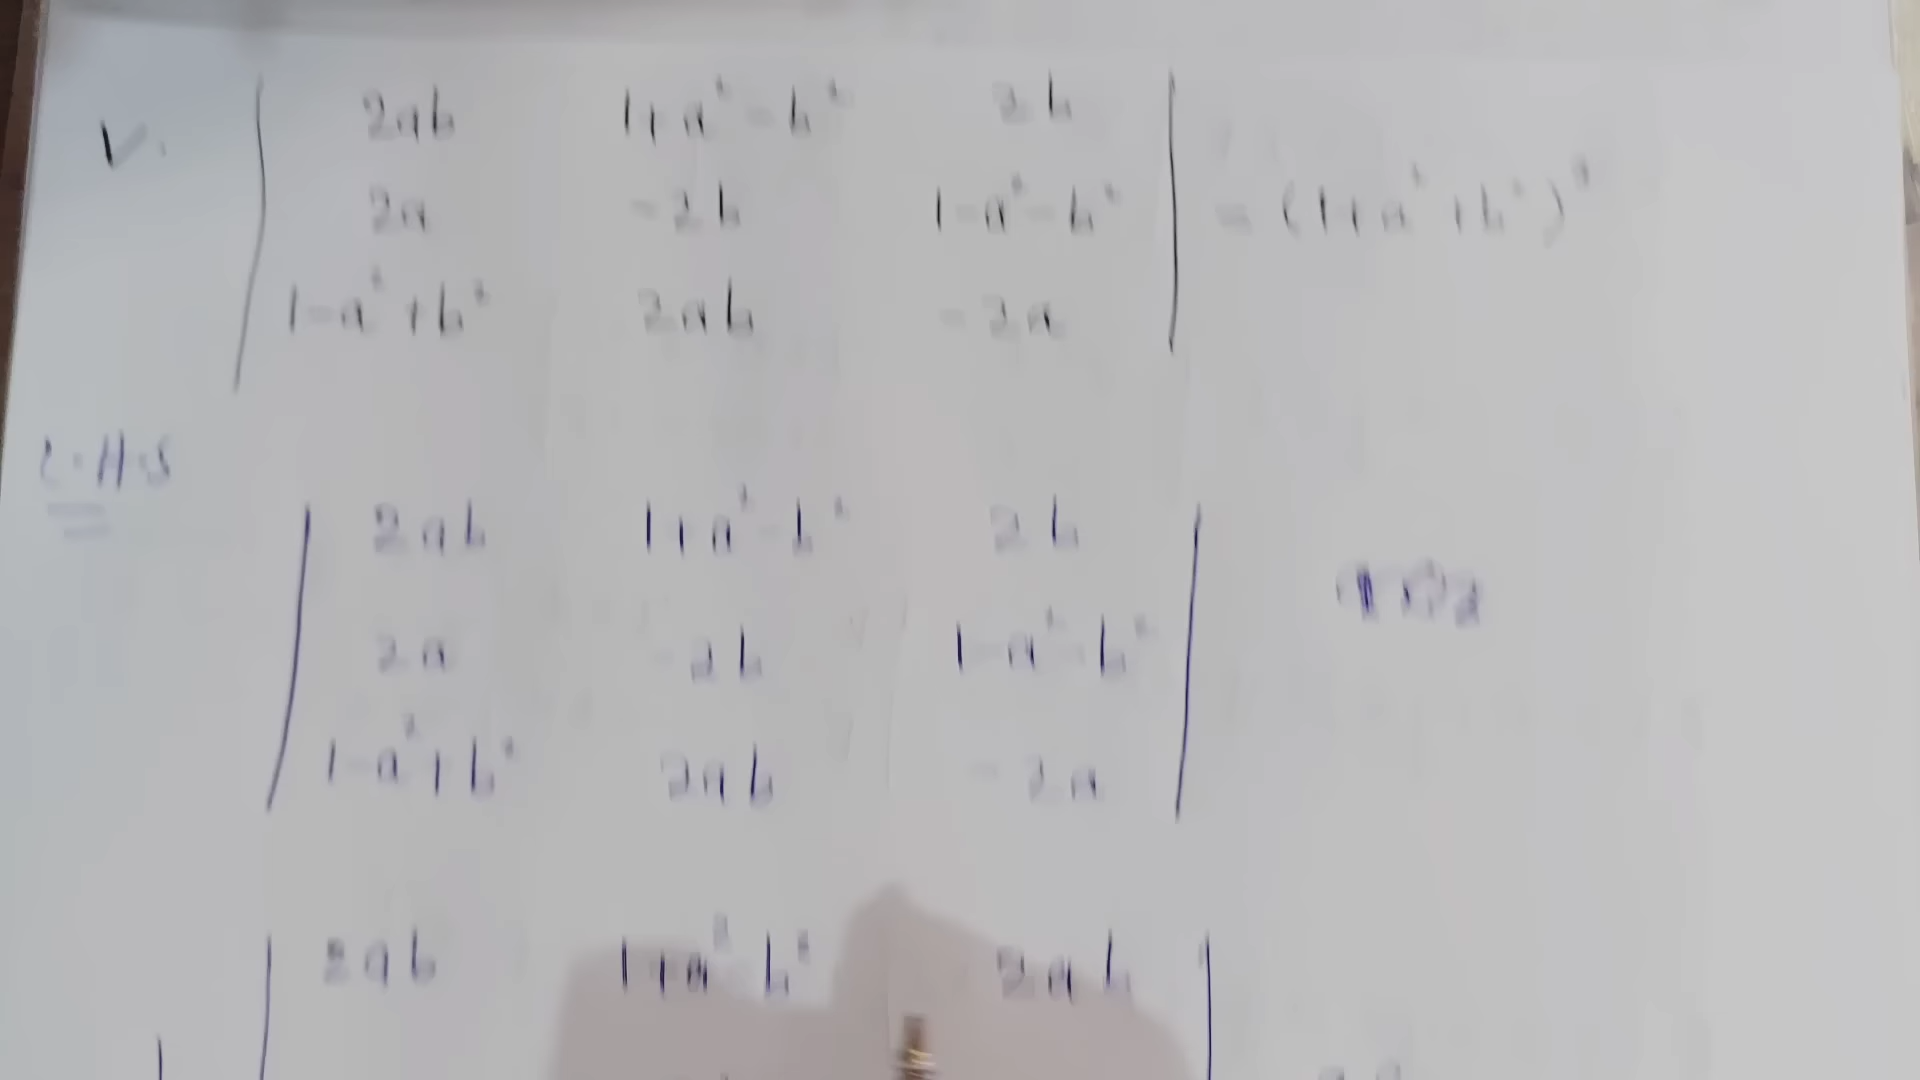 V. | 2ab 1+a²-b² 2b |
| 2a -2b 1-a²-b² | = (1+a²+b²)³
| 1-a²+b² 2ab -2a |
L.H.S
| 2ab 1+a²-b² 2b |
| 2a -2b 1-a²-b² |
| 1-a²+b² 2ab -2a |
| 2ab 1+a²-b² 2ab |